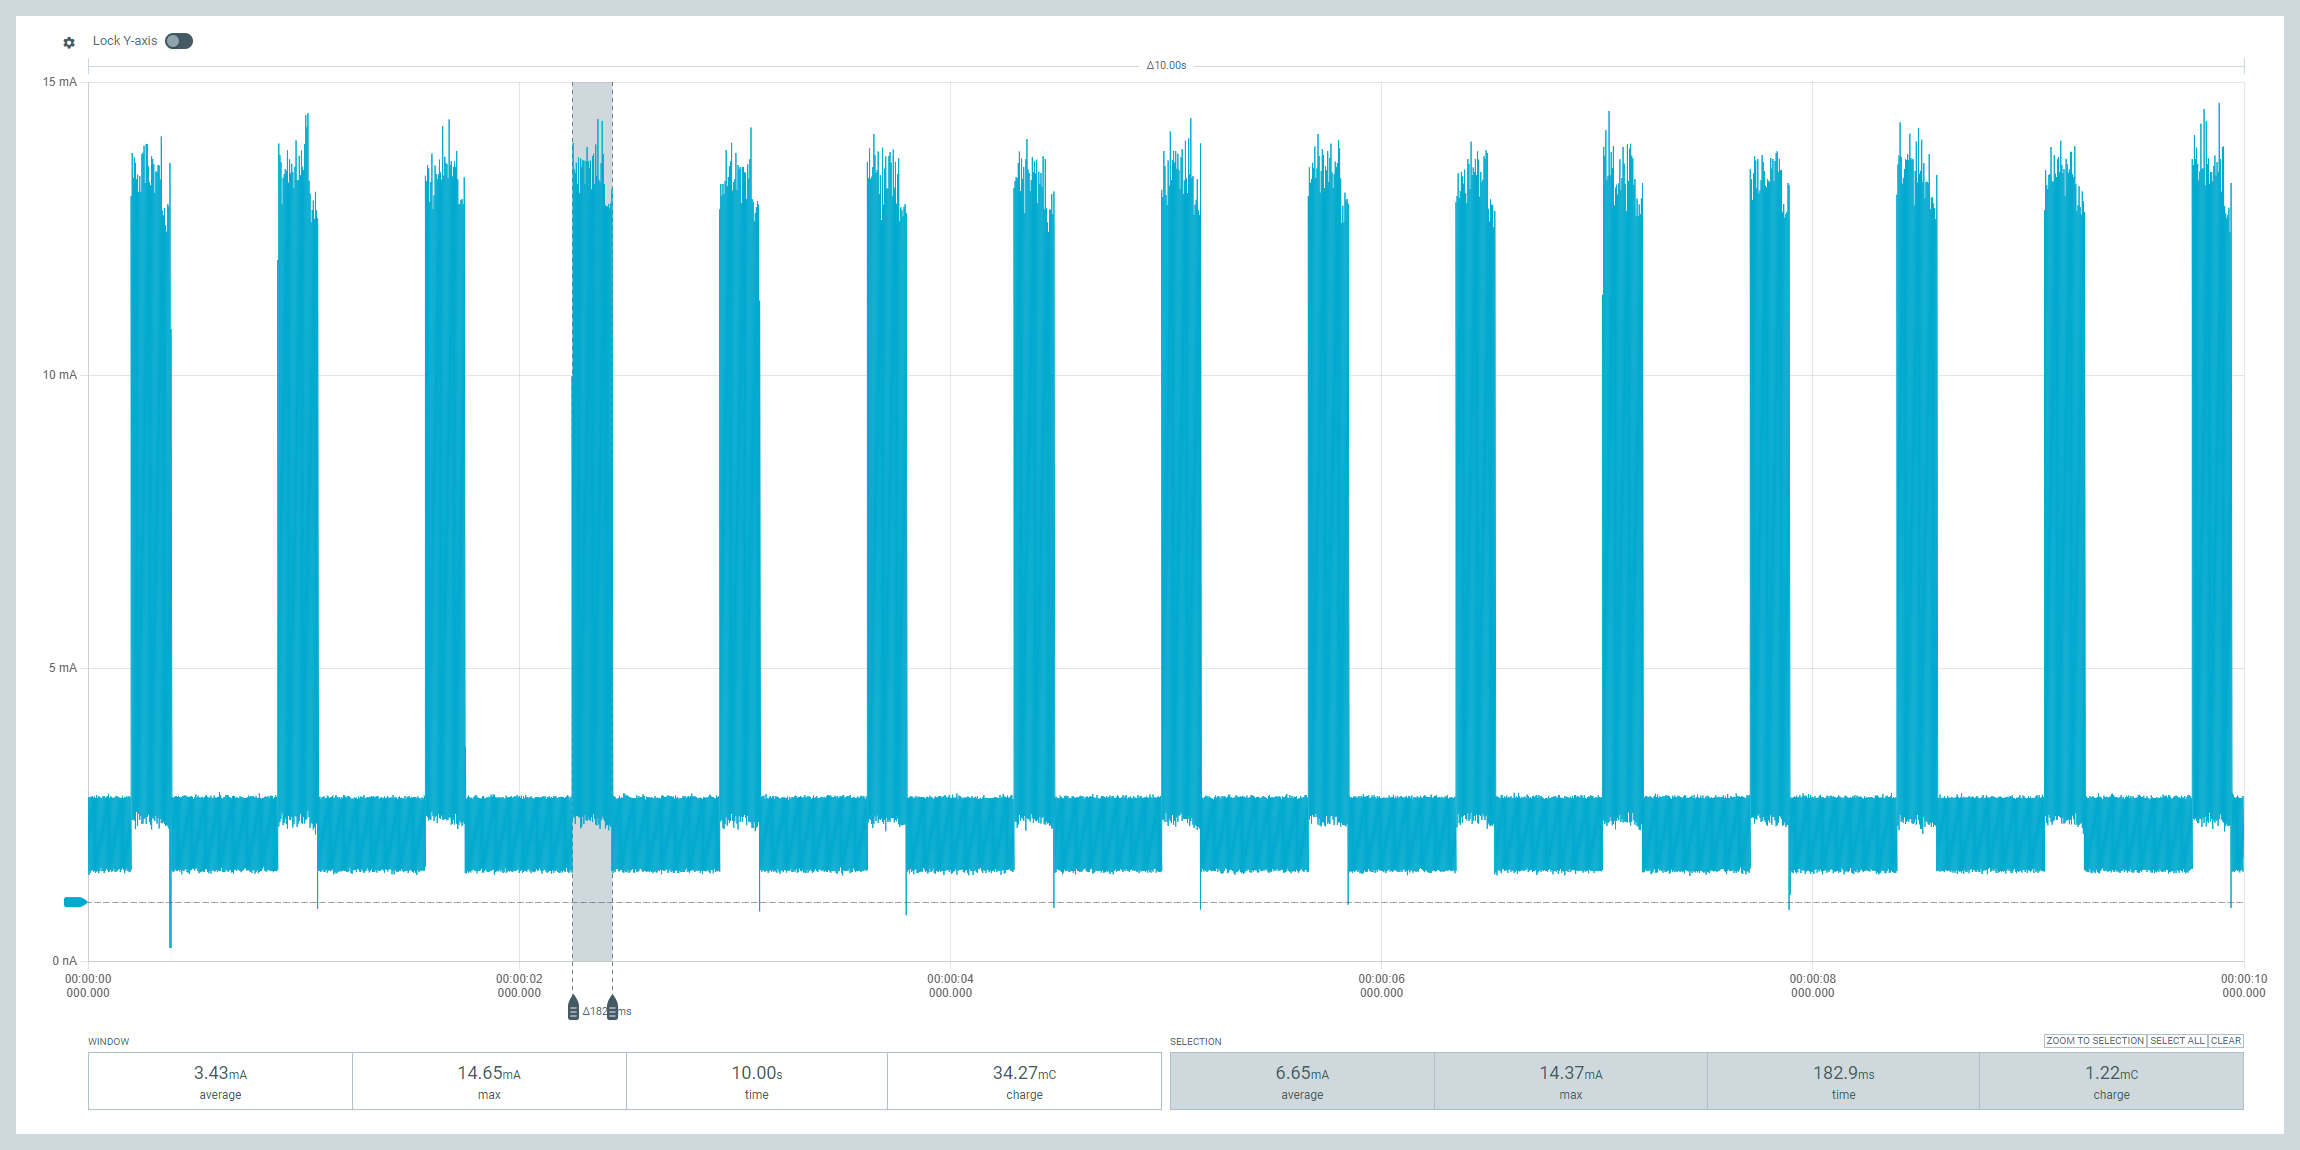 Lock Y-axis
Δ10.00s
15 mA
10 mA
5 mA
0 nA
00:00:00 00:00:02 00:00:04 00:00:06 00:00:08 00:00:10
000.000 000.000 000.000 000.000 000.000 000.000
Δ182 ms
WINDOW
3.43mA 14.65mA 10.00s 34.27mC
average max time charge
SELECTION
ZOOM TO SELECTION SELECT ALL CLEAR
6.65mA 14.37mA 182.9ms 1.22mC
average max time charge